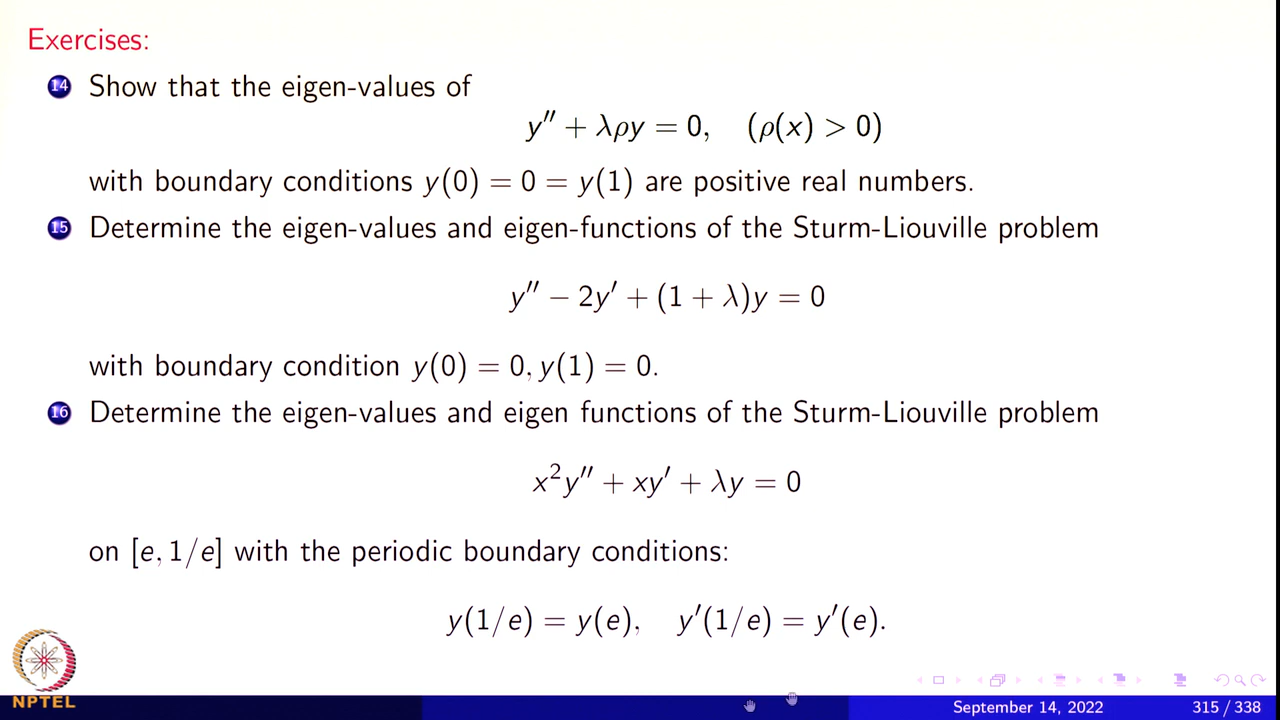 Exercises:
14 Show that the eigen-values of
y″ + λρy = 0, (ρ(x) > 0)
with boundary conditions y(0) = 0 = y(1) are positive real numbers.
15 Determine the eigen-values and eigen-functions of the Sturm-Liouville problem
y″ − 2y′ + (1 + λ)y = 0
with boundary condition y(0) = 0, y(1) = 0.
16 Determine the eigen-values and eigen functions of the Sturm-Liouville problem
x²y″ + xy′ + λy = 0
on [e, 1/e] with the periodic boundary conditions:
y(1/e) = y(e), y′(1/e) = y′(e).
NPTEL
September 14, 2022 315 / 338